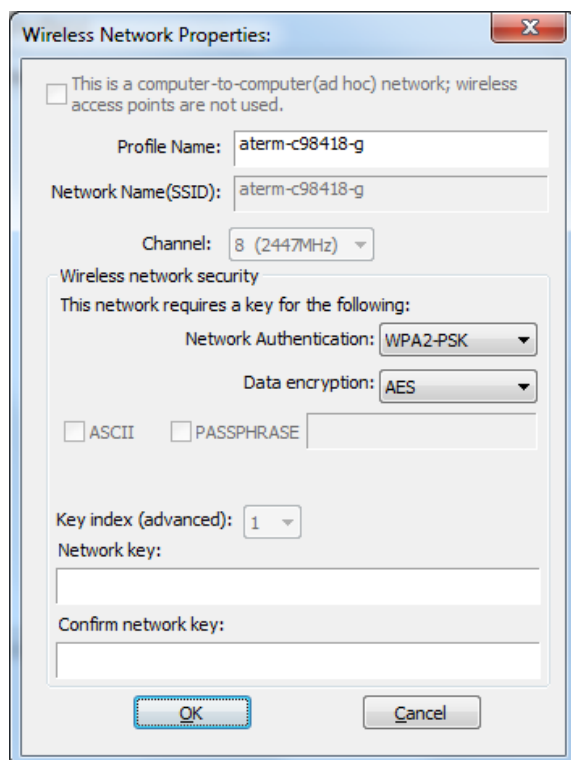 Wireless Network Properties:
This is a computer-to-computer(ad hoc) network; wireless
access points are not used.
Profile Name: aterm-c98418-g
Network Name(SSID): aterm-c98418-g
Channel: 8 (2447MHz)
Wireless network security
This network requires a key for the following:
Network Authentication: WPA2-PSK
Data encryption: AES
ASCII PASSPHRASE
Key index (advanced): 1
Network key:
Confirm network key:
OK Cancel